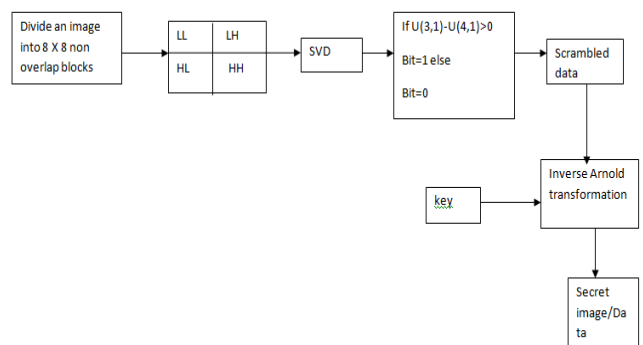 Divide an image
into 8 X 8 non
overlap blocks
LL LH
HL HH
SVD
If U(3,1)-U(4,1)>0
Bit=1 else
Bit=0
Scrambled
data
Inverse Arnold
transformation
key
Secret
image/Da
ta